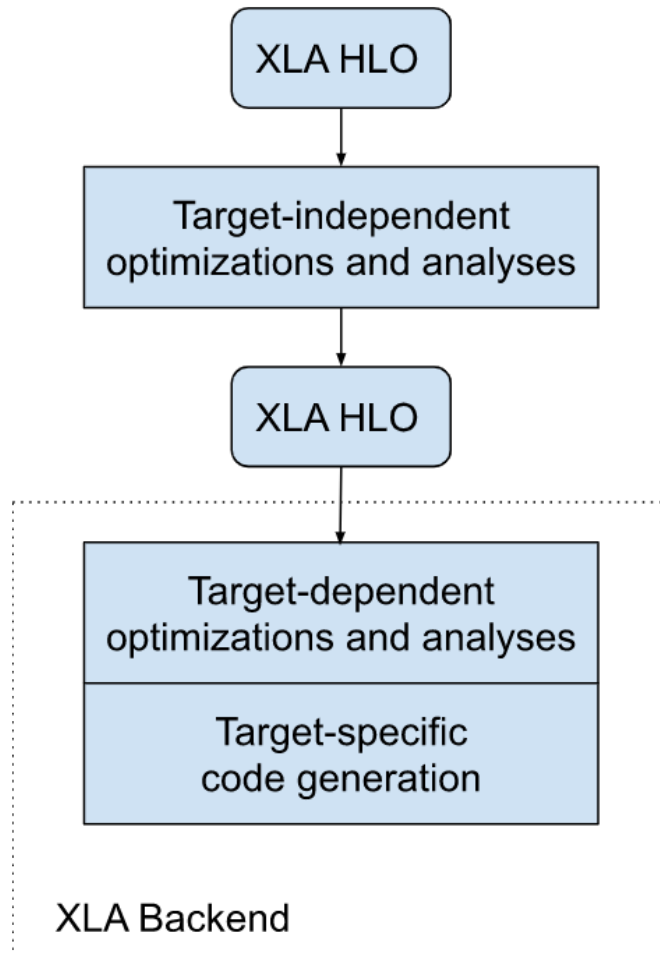 XLA HLO
Target-independent
optimizations and analyses
XLA HLO
Target-dependent
optimizations and analyses
Target-specific
code generation
XLA Backend